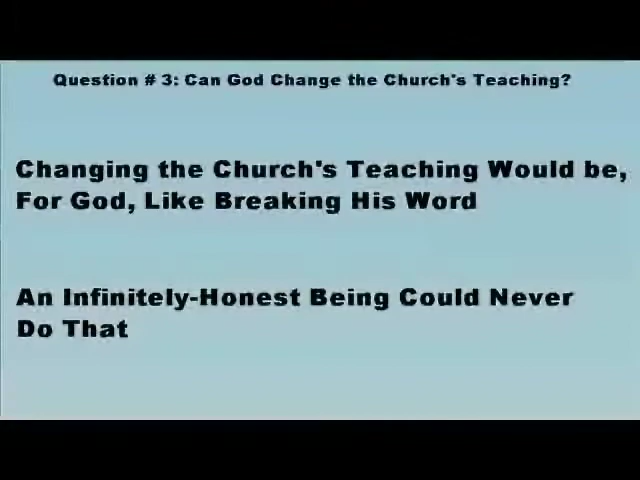 Question # 3: Can God Change the Church's Teaching?
Changing the Church's Teaching Would be,
For God, Like Breaking His Word
An Infinitely-Honest Being Could Never
Do That